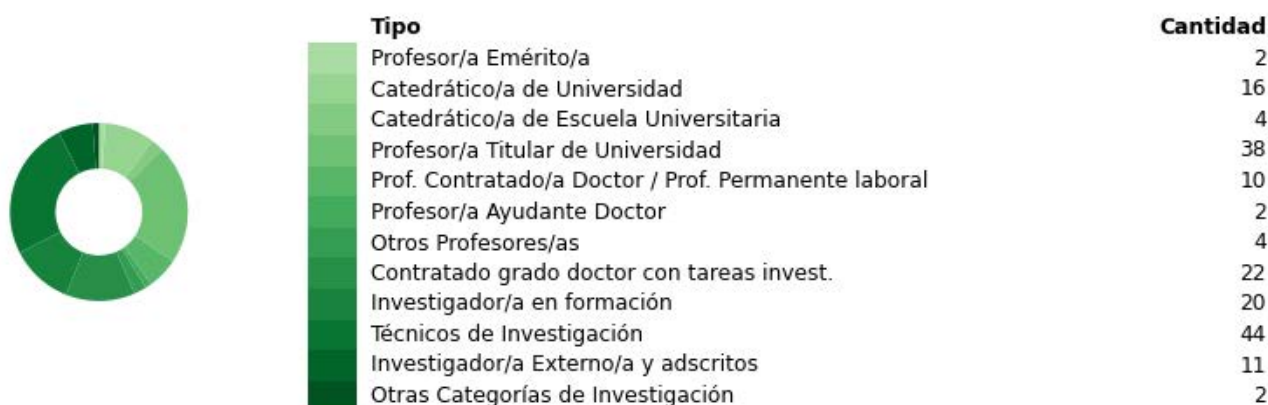 Tipo Cantidad
Profesor/a Emérito/a 2
Catedrático/a de Universidad 16
Catedrático/a de Escuela Universitaria 4
Profesor/a Titular de Universidad 38
Prof. Contratado/a Doctor / Prof. Permanente laboral 10
Profesor/a Ayudante Doctor 2
Otros Profesores/as 4
Contratado grado doctor con tareas invest. 22
Investigador/a en formación 20
Técnicos de Investigación 44
Investigador/a Externo/a y adscritos 11
Otras Categorías de Investigación 2